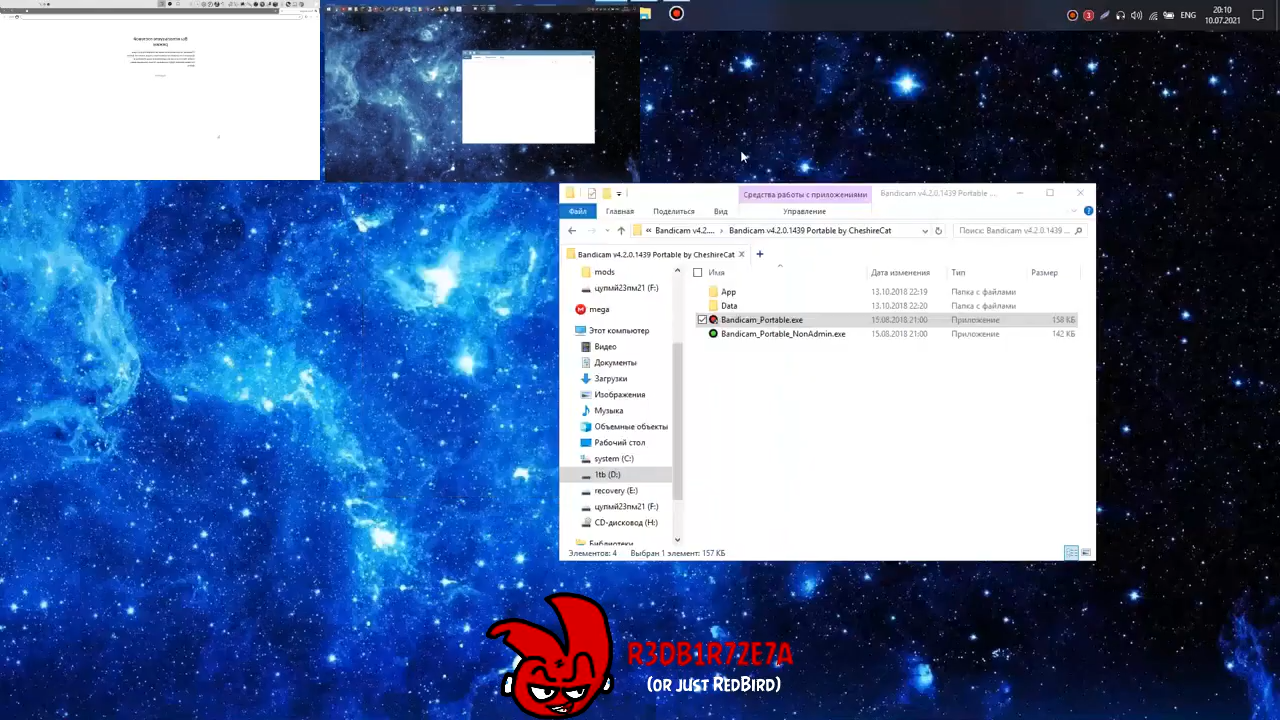 20:10
10.07.2021
3
Средства работы с приложениями
Bandicam v4.2.0.1439 Portable ...
Файл
Главная
Поделиться
Вид
Управление
Bandicam v4.2....
Bandicam v4.2.0.1439 Portable by CheshireCat
Поиск: Bandicam v4.2.0.1439 ...
Bandicam v4.2.0.1439 Portable by CheshireCat
Имя
Дата изменения
Тип
Размер
mods
цупмй23пм21 (F:)
mega
Этот компьютер
Видео
Документы
Загрузки
Изображения
Музыка
Объемные объекты
Рабочий стол
system (C:)
1tb (D:)
recovery (E:)
цупмй23пм21 (F:)
CD-дисковод (H:)
Библиотеки
App 13.10.2018 22:19 Папка с файлами
Data 13.10.2018 22:20 Папка с файлами
Bandicam_Portable.exe 15.08.2018 21:00 Приложение 158 КБ
Bandicam_Portable_NonAdmin.exe 15.08.2018 21:00 Приложение 142 КБ
Элементов: 4
Выбран 1 элемент: 157 КБ
R3DB1R7ZE7A
(OR JUST REDBIRD)